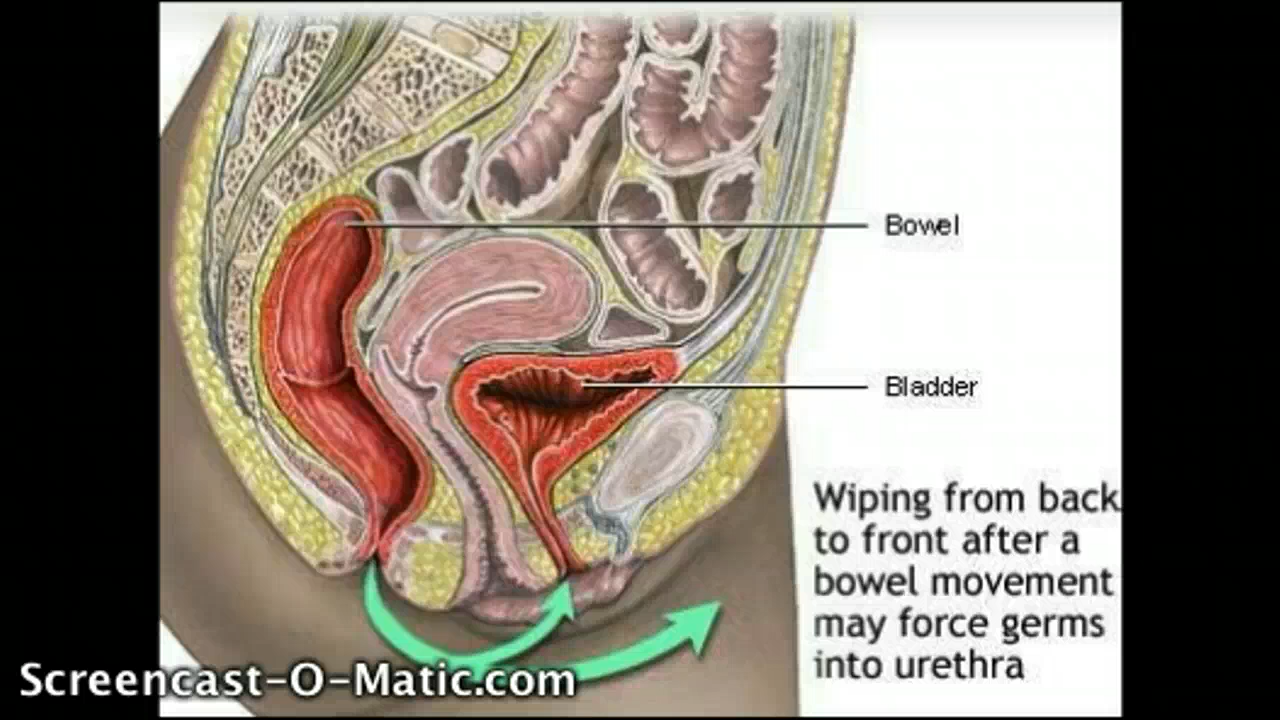 Bowel
Bladder
Wiping from back
to front after a
bowel movement
may force germs
into urethra
Screencast-O-Matic.com